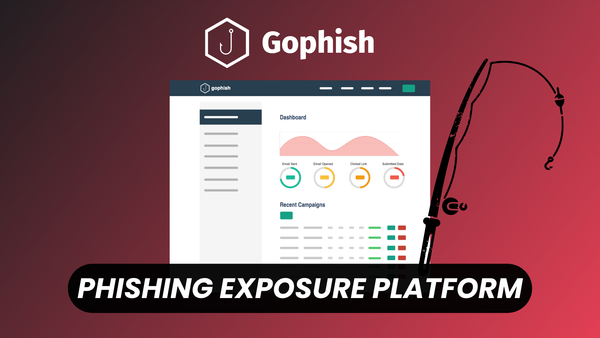 Gophish
gophish
Dashboard
Email Sent Email Opened Clicked Link Submitted Data
Recent Campaigns
PHISHING EXPOSURE PLATFORM